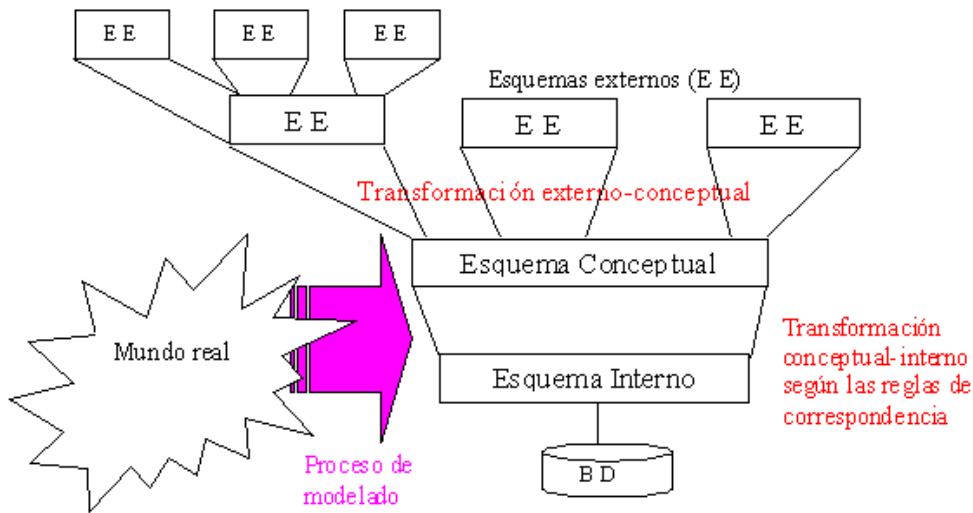 E E
E E
E E
Esquemas externos (E E)
E E
E E
E E
Transformación externo-conceptual
Esquema Conceptual
Mundo real
Transformación
conceptual-interno
según las reglas de
correspondencia
Esquema Interno
Proceso de
modelado
B D